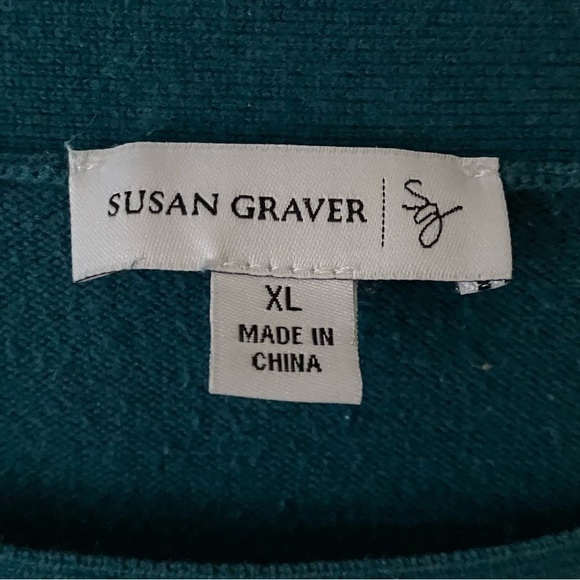 SUSAN GRAVER
XL
MADE IN
CHINA